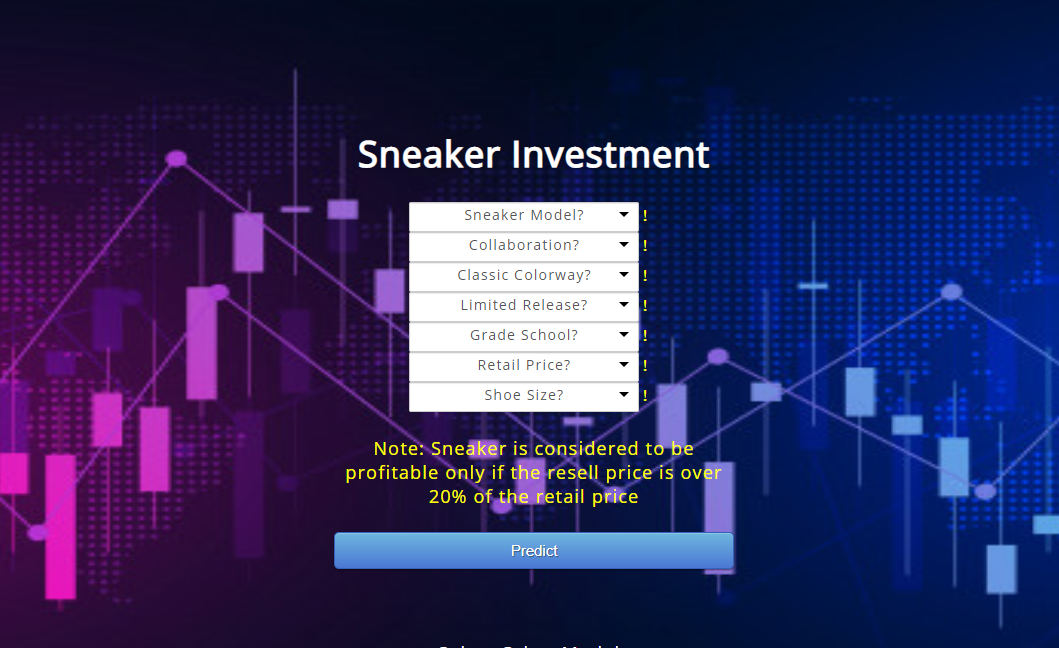 Sneaker Investment
Sneaker Model? !
Collaboration? !
Classic Colorway? !
Limited Release? !
Grade School? !
Retail Price? !
Shoe Size? !
Note: Sneaker is considered to be
profitable only if the resell price is over
20% of the retail price
Predict